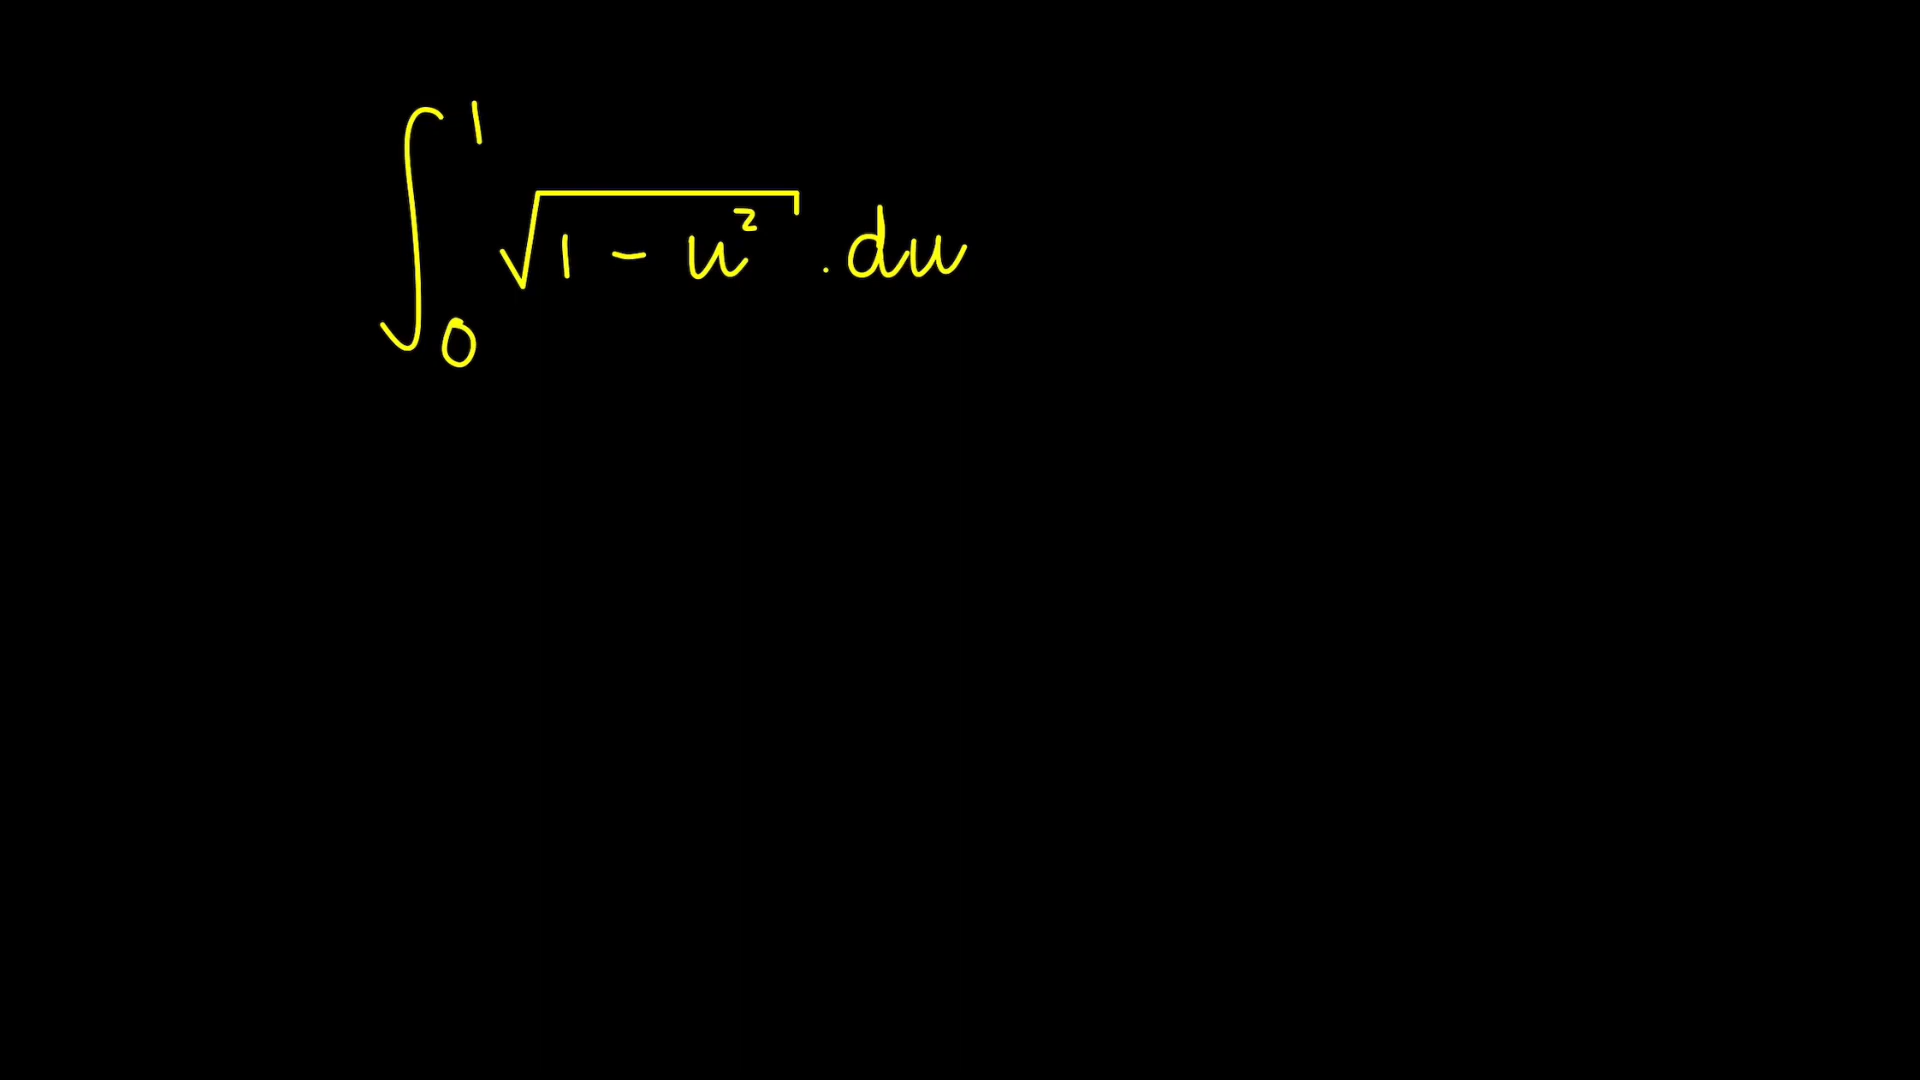 ∫₀¹ √(1 - u²) . du